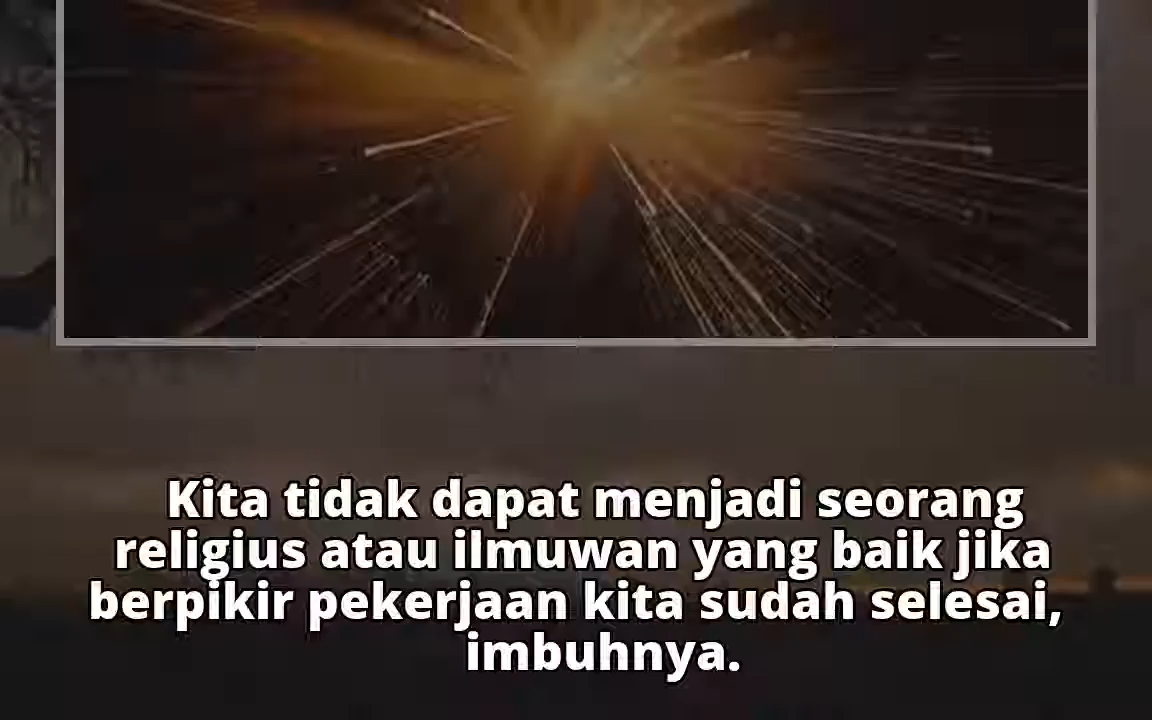 Kita tidak dapat menjadi seorang
religius atau ilmuwan yang baik jika
berpikir pekerjaan kita sudah selesai,
imbuhnya.